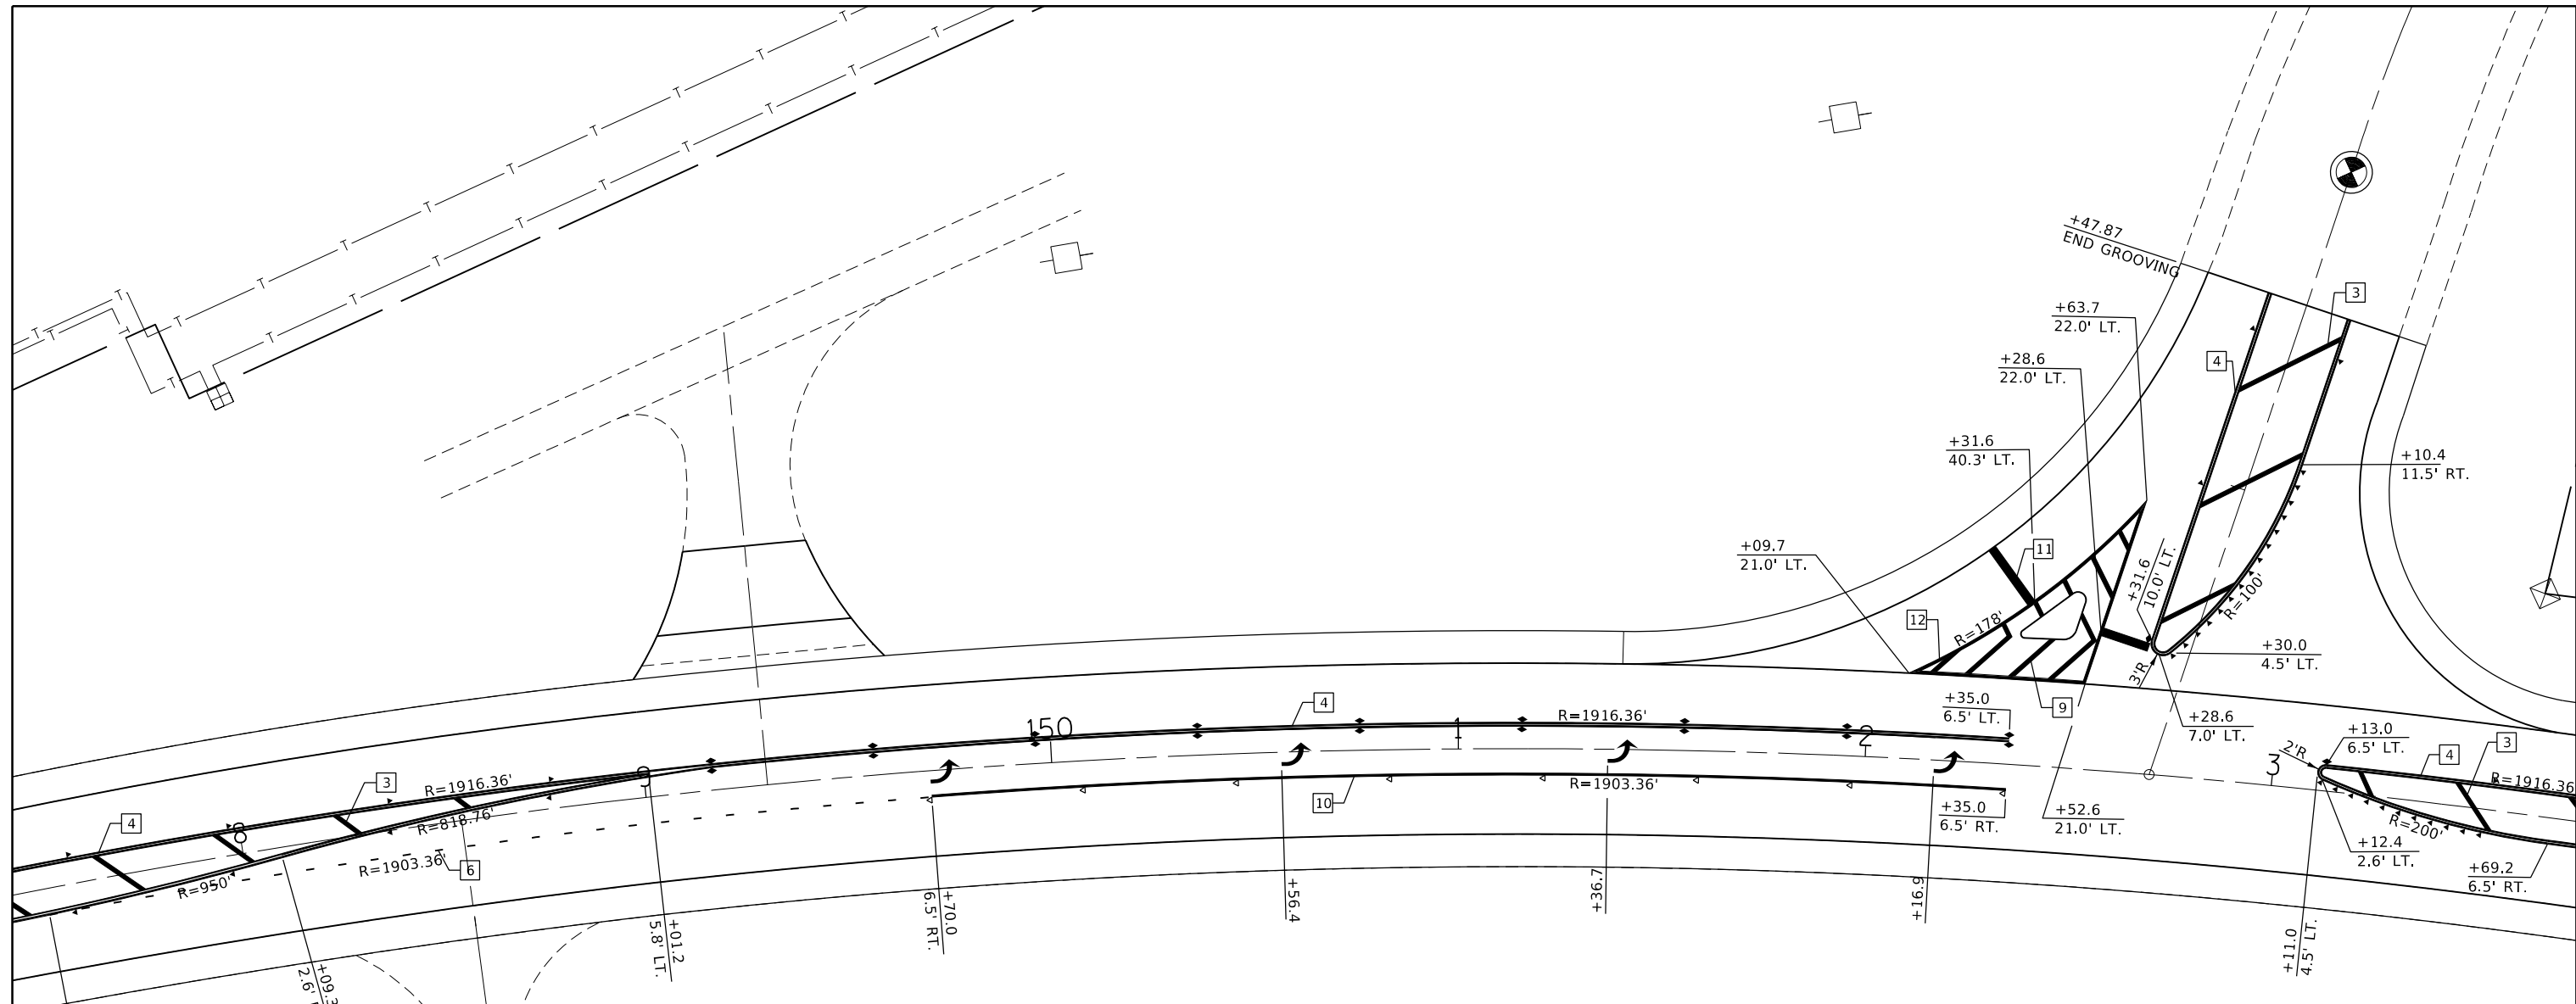 +47.87
END GROOVING
3
+63.7
22.0' LT.
4
+28.6
22.0' LT.
+31.6
40.3' LT.
+10.4
11.5' RT.
+09.7
21.0' LT.
11
+31.6
10.0' LT.
R=100'
12
R=178'
+30.0
4.5' LT.
3'R
9
+35.0
6.5' LT.
+28.6
7.0' LT.
4
R=1916.36'
150
1
2
3
2'R
+13.0
6.5' LT.
4
3
R=1916.36
9
R=1916.36'
3
4
8
R=818.76'
R=1903.36'
6
R=950'
R=1903.36'
10
+35.0
6.5' RT.
+52.6
21.0' LT.
R=200'
+12.4
2.6' LT.
+69.2
6.5' RT.
+01.2
5.8' LT.
+70.0
6.5' RT.
+56.4
+36.7
+16.9
+11.0
4.5' LT.
+09.3
2.6'